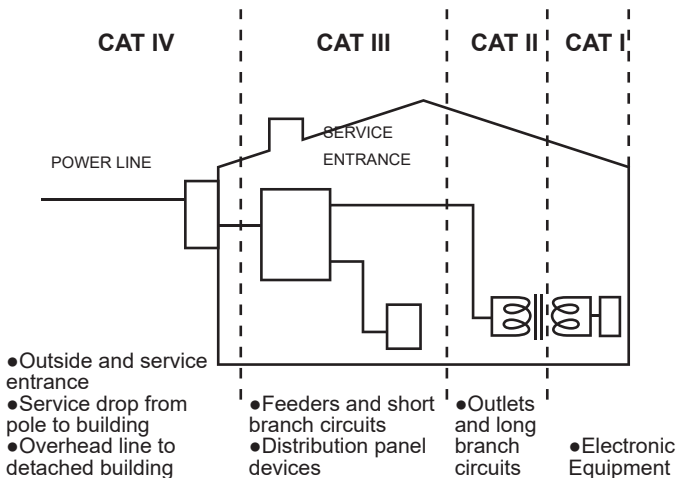 CAT IV
CAT III
CAT II
CAT I
POWER LINE
SERVICE
ENTRANCE
●Outside and service
entrance
●Service drop from
pole to building
●Overhead line to
detached building
●Feeders and short
branch circuits
●Distribution panel
devices
●Outlets
and long
branch
circuits
●Electronic
Equipment